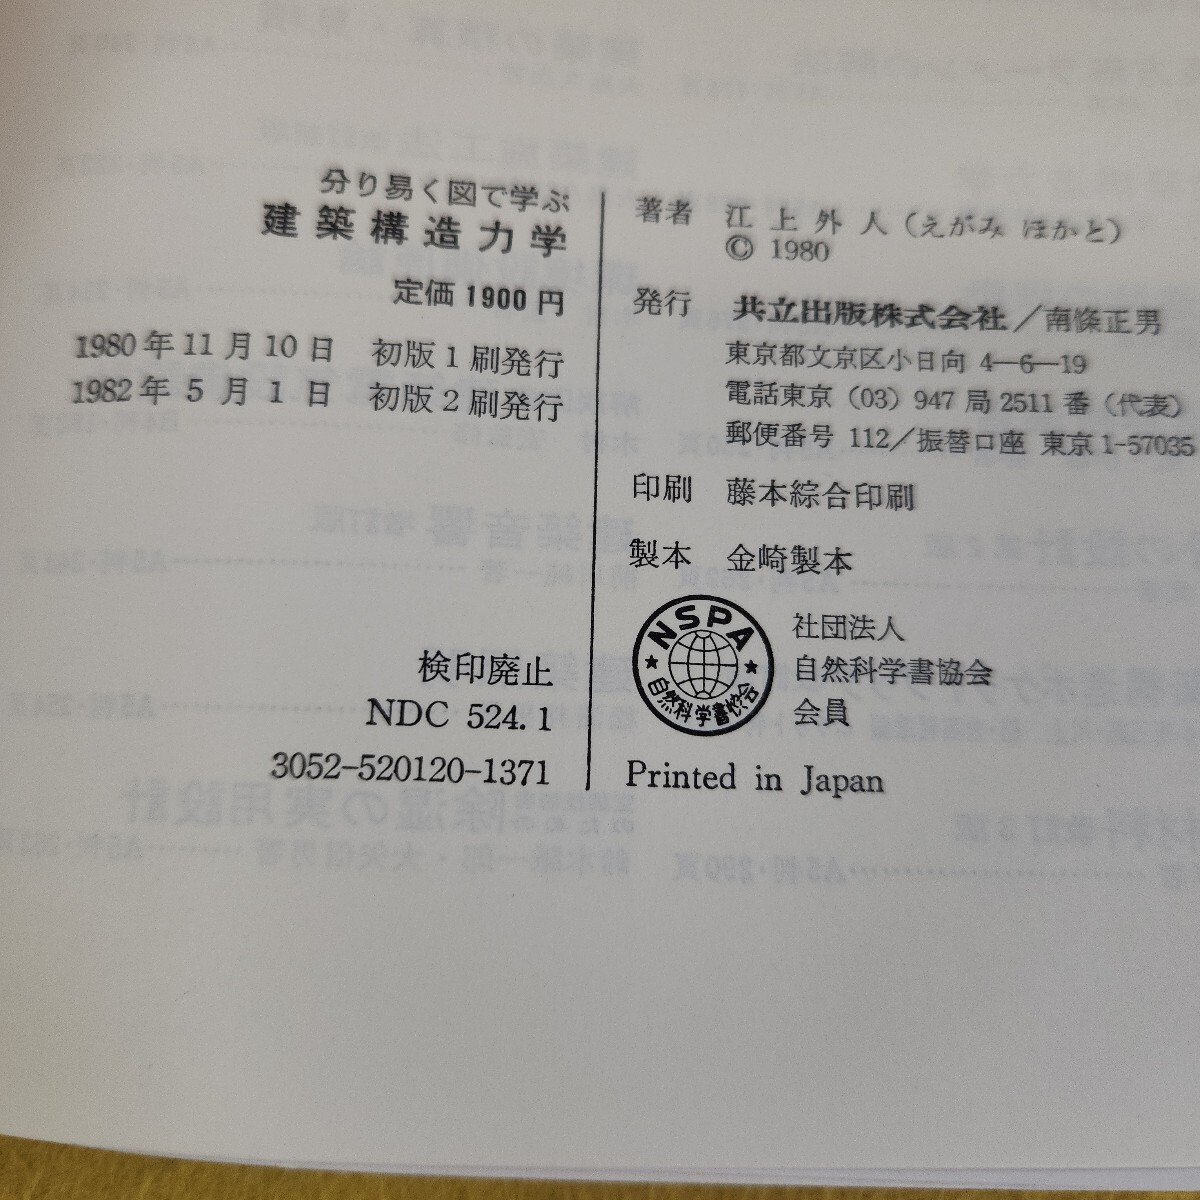 分り易く図で学ぶ
建築構造力学
定価 1900 円
1980 年 11 月 10 日 初版 1 刷発行
1982 年 5 月 1 日 初版 2 刷発行
検印廃止
NDC 524.1
3052-520120-1371
著者 江上外人(えがみ ほかと)
© 1980
発行 共立出版株式会社/南條正男
東京都文京区小日向 4—6—19
電話東京 (03) 947 局 2511 番 (代表)
郵便番号 112/振替口座 東京 1-57035
印刷 藤本綜合印刷
製本 金崎製本
NSPA
自然科学書協会
社団法人
自然科学書協会
会員
Printed in Japan